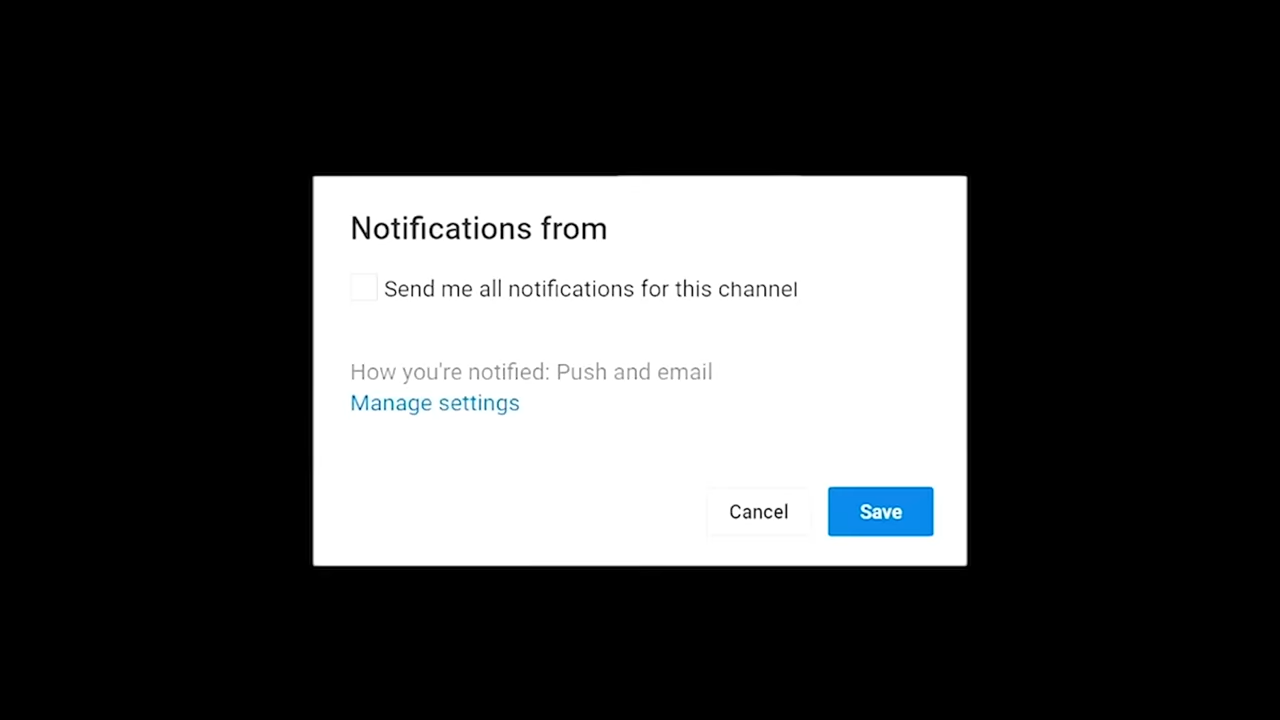 Notifications from
Send me all notifications for this channel
How you're notified: Push and email
Manage settings
Cancel
Save